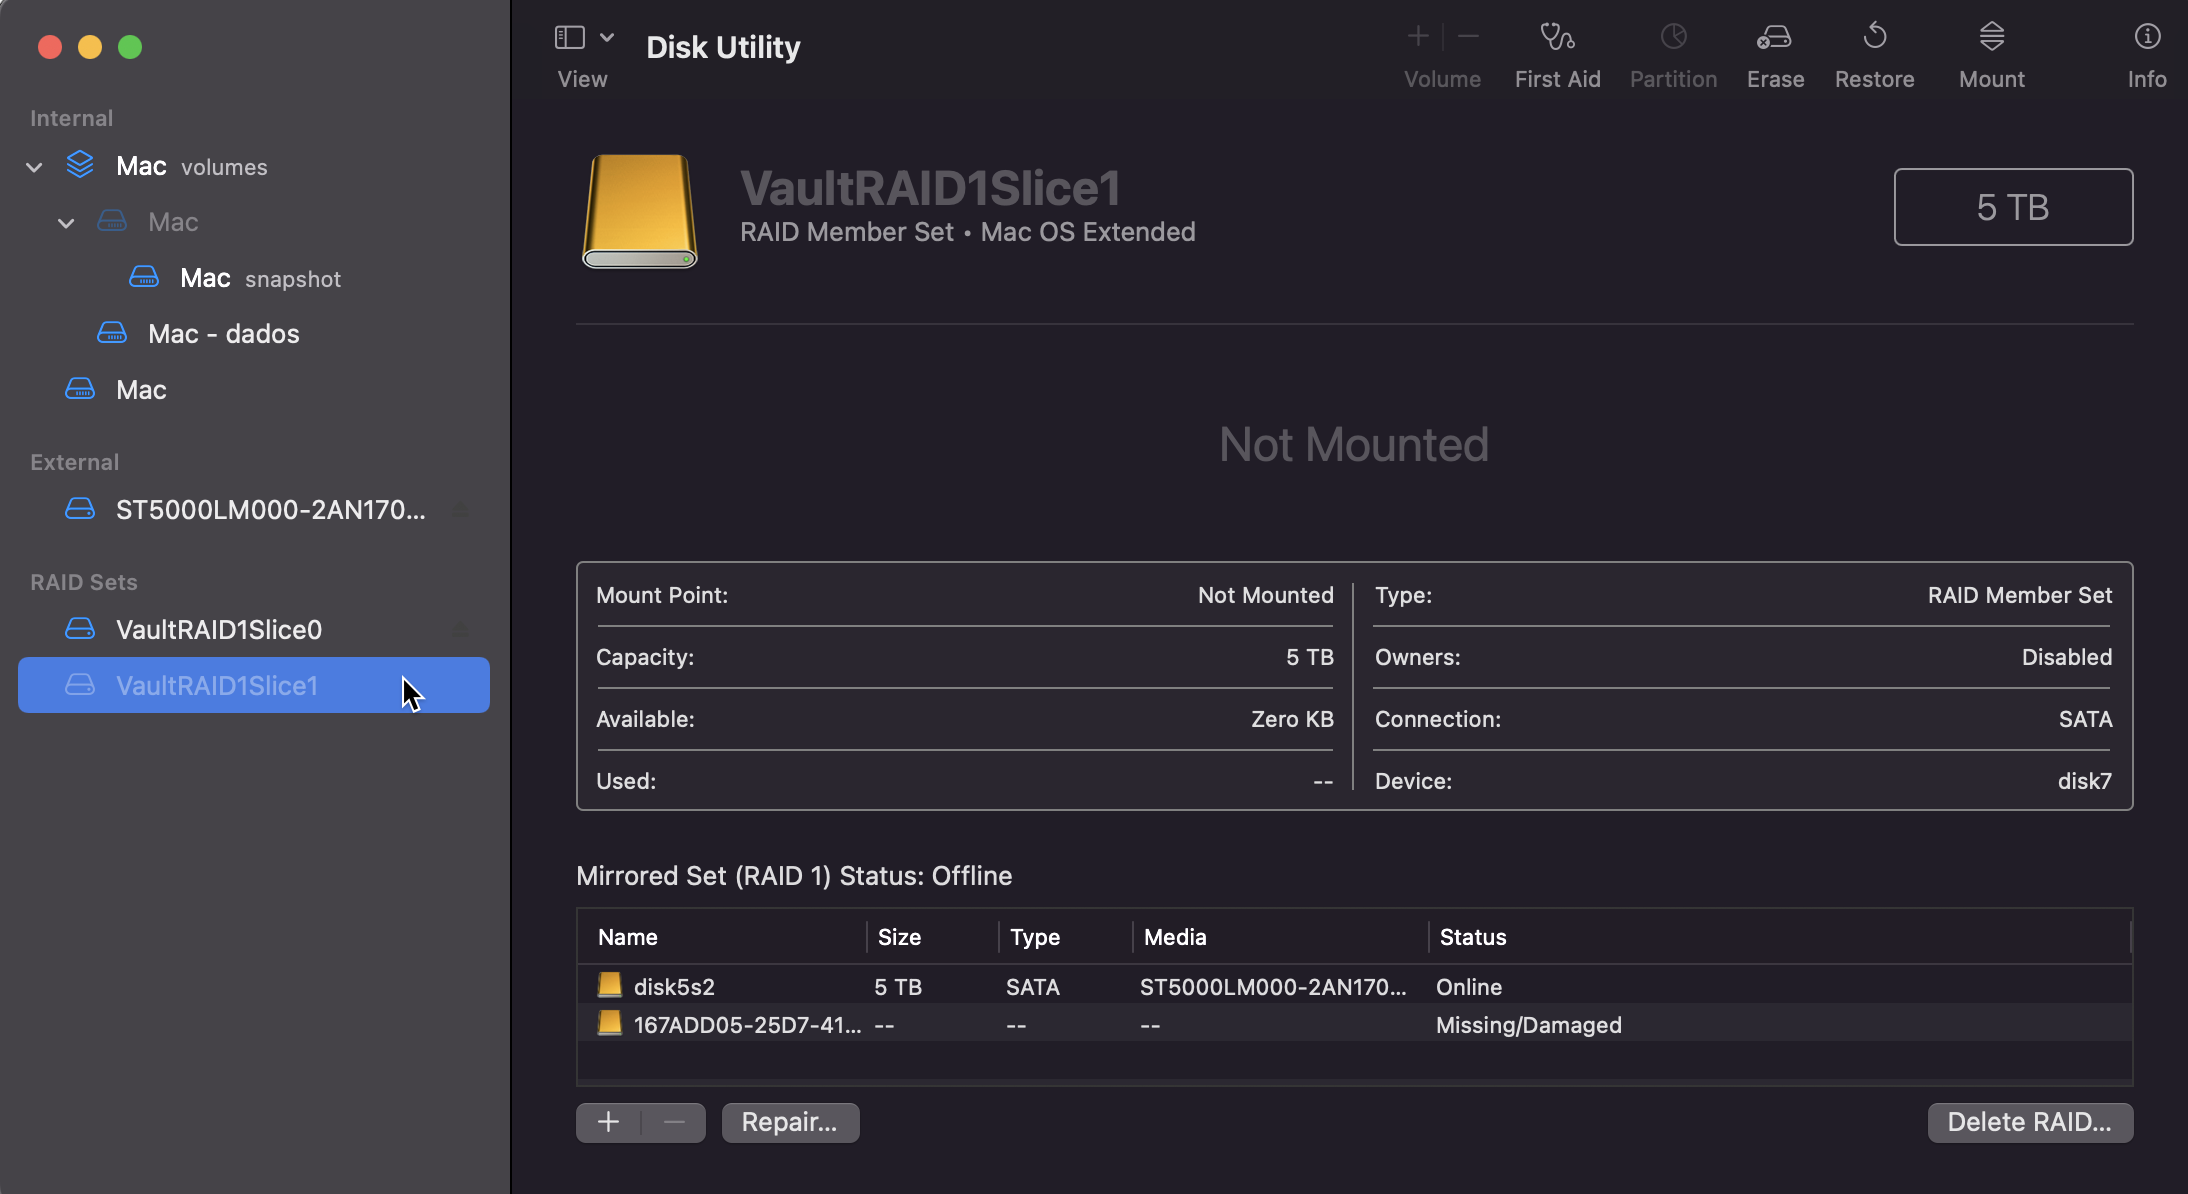 View
Disk Utility
Volume
First Aid
Partition
Erase
Restore
Mount
Info
Internal
Mac volumes
Mac
Mac snapshot
Mac - dados
Mac
External
ST5000LM000-2AN170...
RAID Sets
VaultRAID1Slice0
VaultRAID1Slice1
VaultRAID1Slice1
RAID Member Set • Mac OS Extended
5 TB
Not Mounted
Mount Point: Not Mounted
Capacity: 5 TB
Available: Zero KB
Used: --
Type: RAID Member Set
Owners: Disabled
Connection: SATA
Device: disk7
Mirrored Set (RAID 1) Status: Offline
Name Size Type Media Status
disk5s2 5 TB SATA ST5000LM000-2AN170... Online
167ADD05-25D7-41... -- -- -- Missing/Damaged
Repair...
Delete RAID...